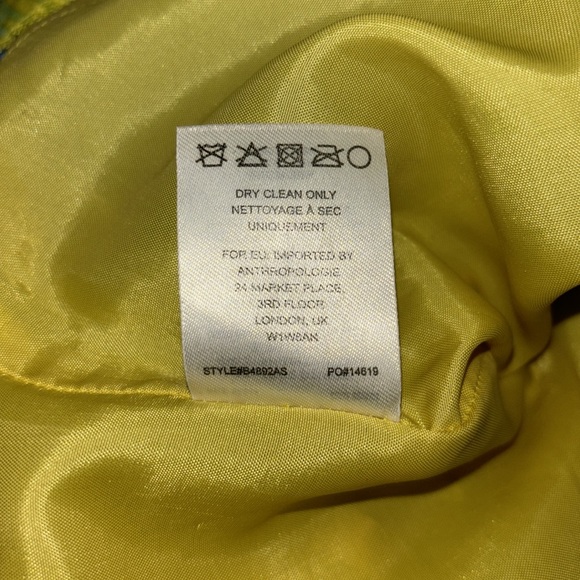 DRY CLEAN ONLY
NETTOYAGE À SEC
UNIQUEMENT
FOR EU: IMPORTED BY
ANTHROPOLOGIE
24 MARKET PLACE,
3RD FLOOR
LONDON, UK
W1W8AN
STYLE#B4892AS PO#14619